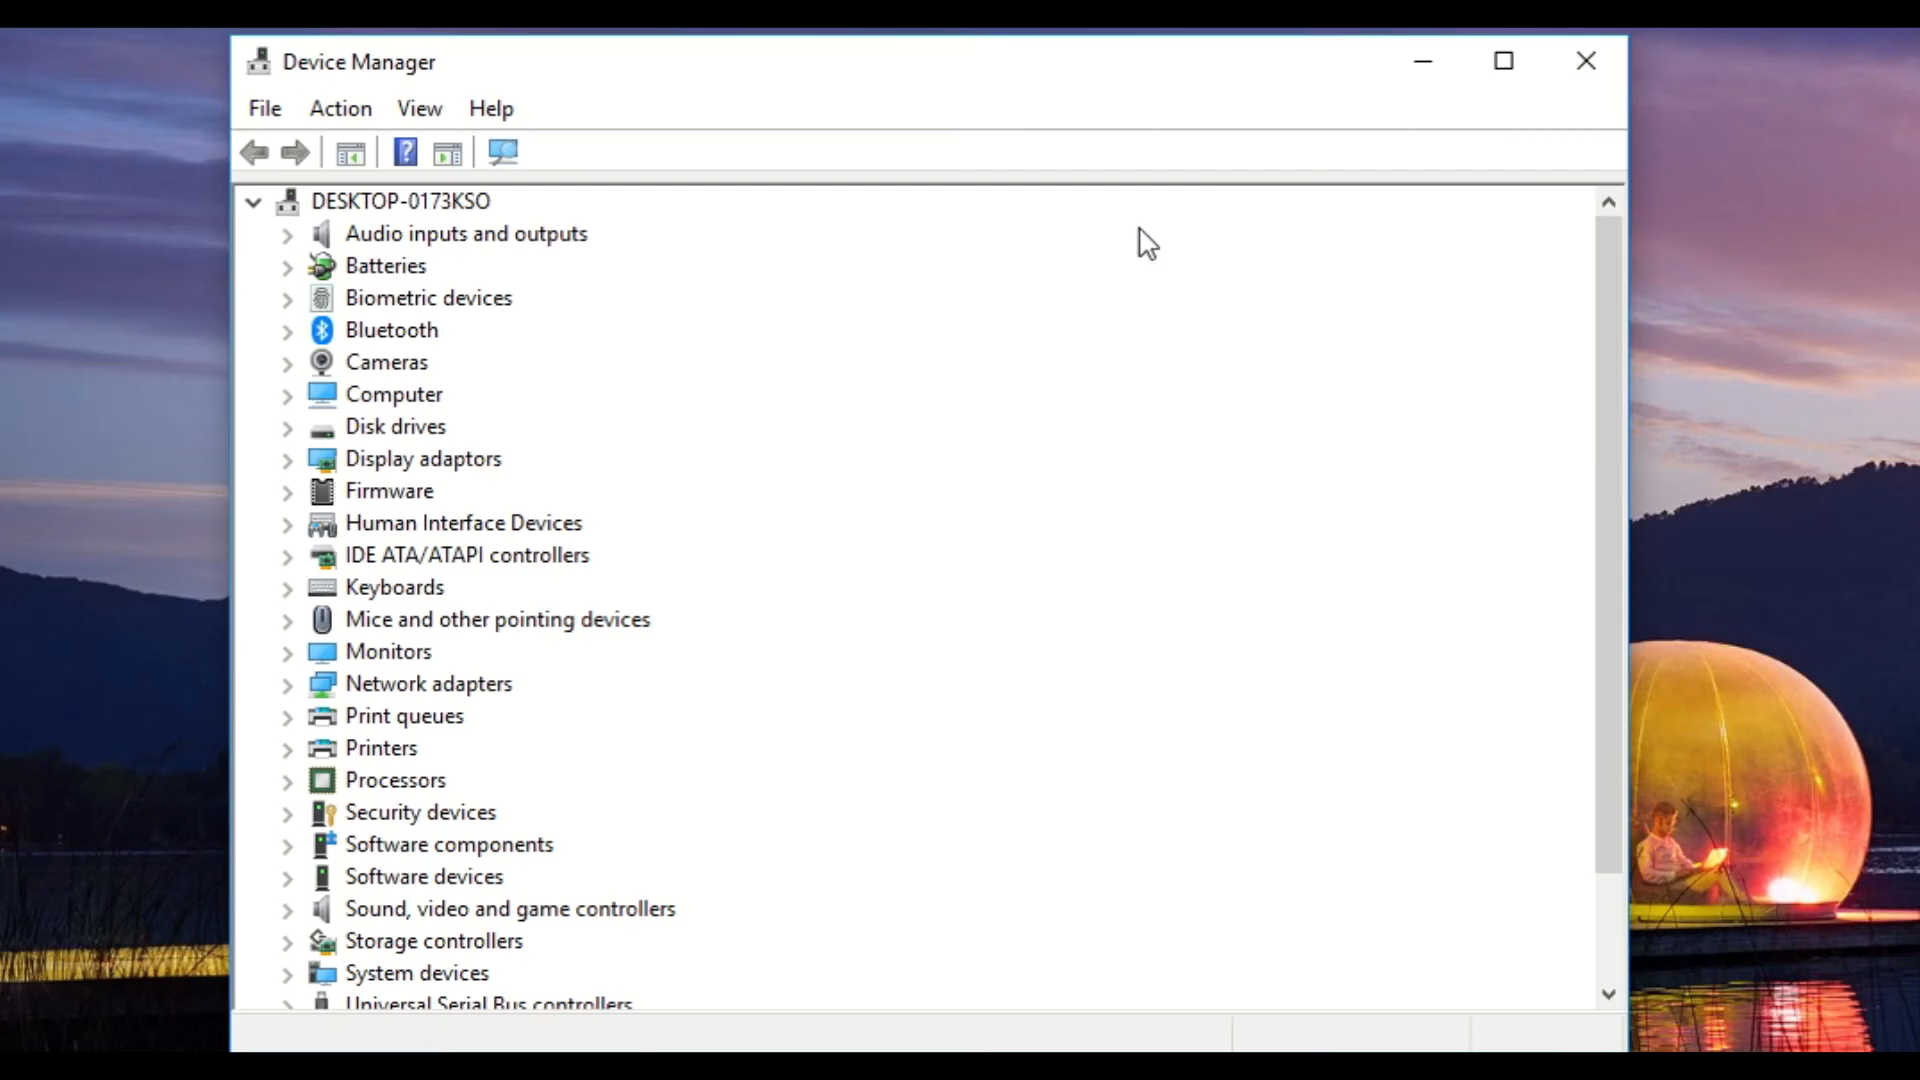 Device Manager
File Action View Help
DESKTOP-0173KSO
Audio inputs and outputs
Batteries
Biometric devices
Bluetooth
Cameras
Computer
Disk drives
Display adaptors
Firmware
Human Interface Devices
IDE ATA/ATAPI controllers
Keyboards
Mice and other pointing devices
Monitors
Network adapters
Print queues
Printers
Processors
Security devices
Software components
Software devices
Sound, video and game controllers
Storage controllers
System devices
Universal Serial Bus controllers